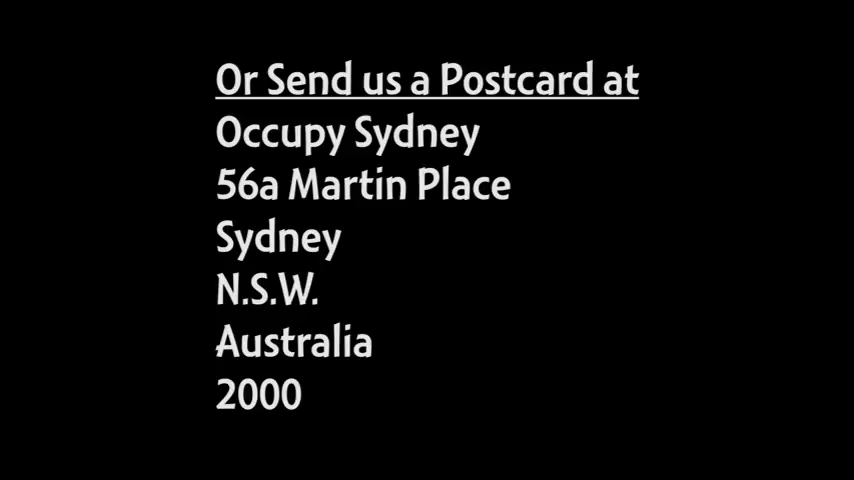 Or Send us a Postcard at
Occupy Sydney
56a Martin Place
Sydney
N.S.W.
Australia
2000